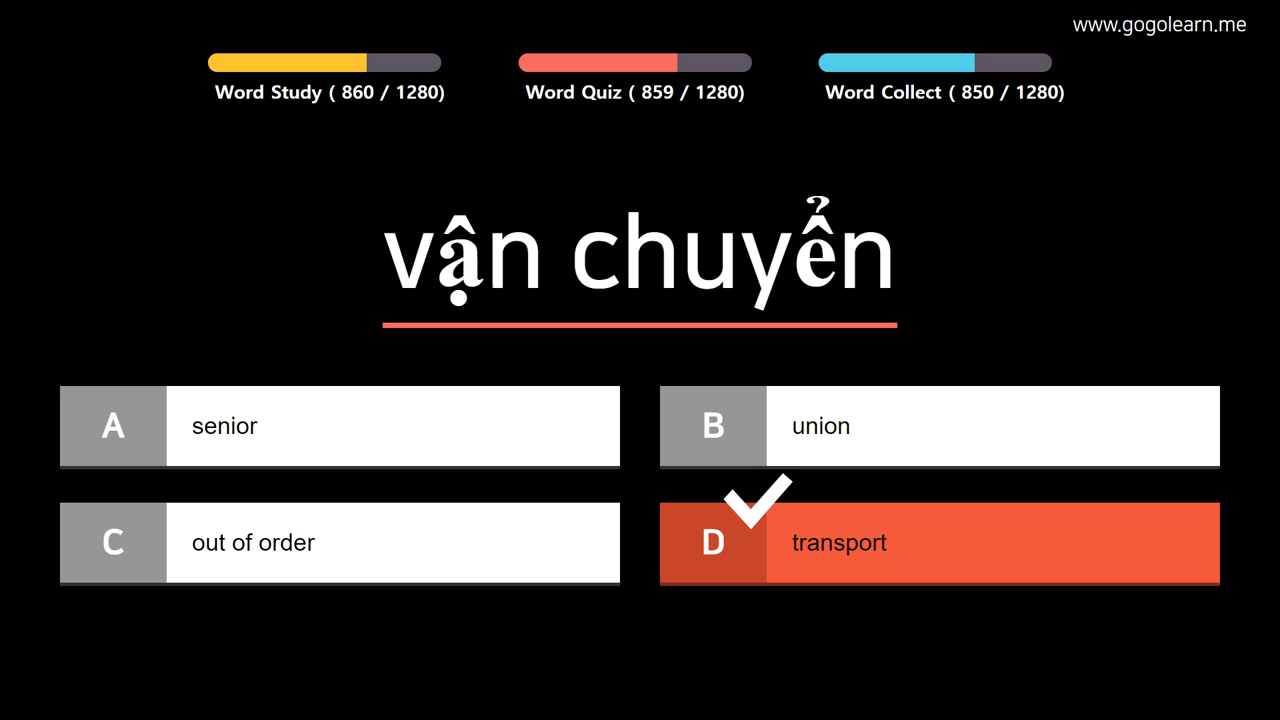 www.gogolearn.me
Word Study ( 860 / 1280)
Word Quiz ( 859 / 1280)
Word Collect ( 850 / 1280)
vận chuyển
A senior
B union
C out of order
D transport